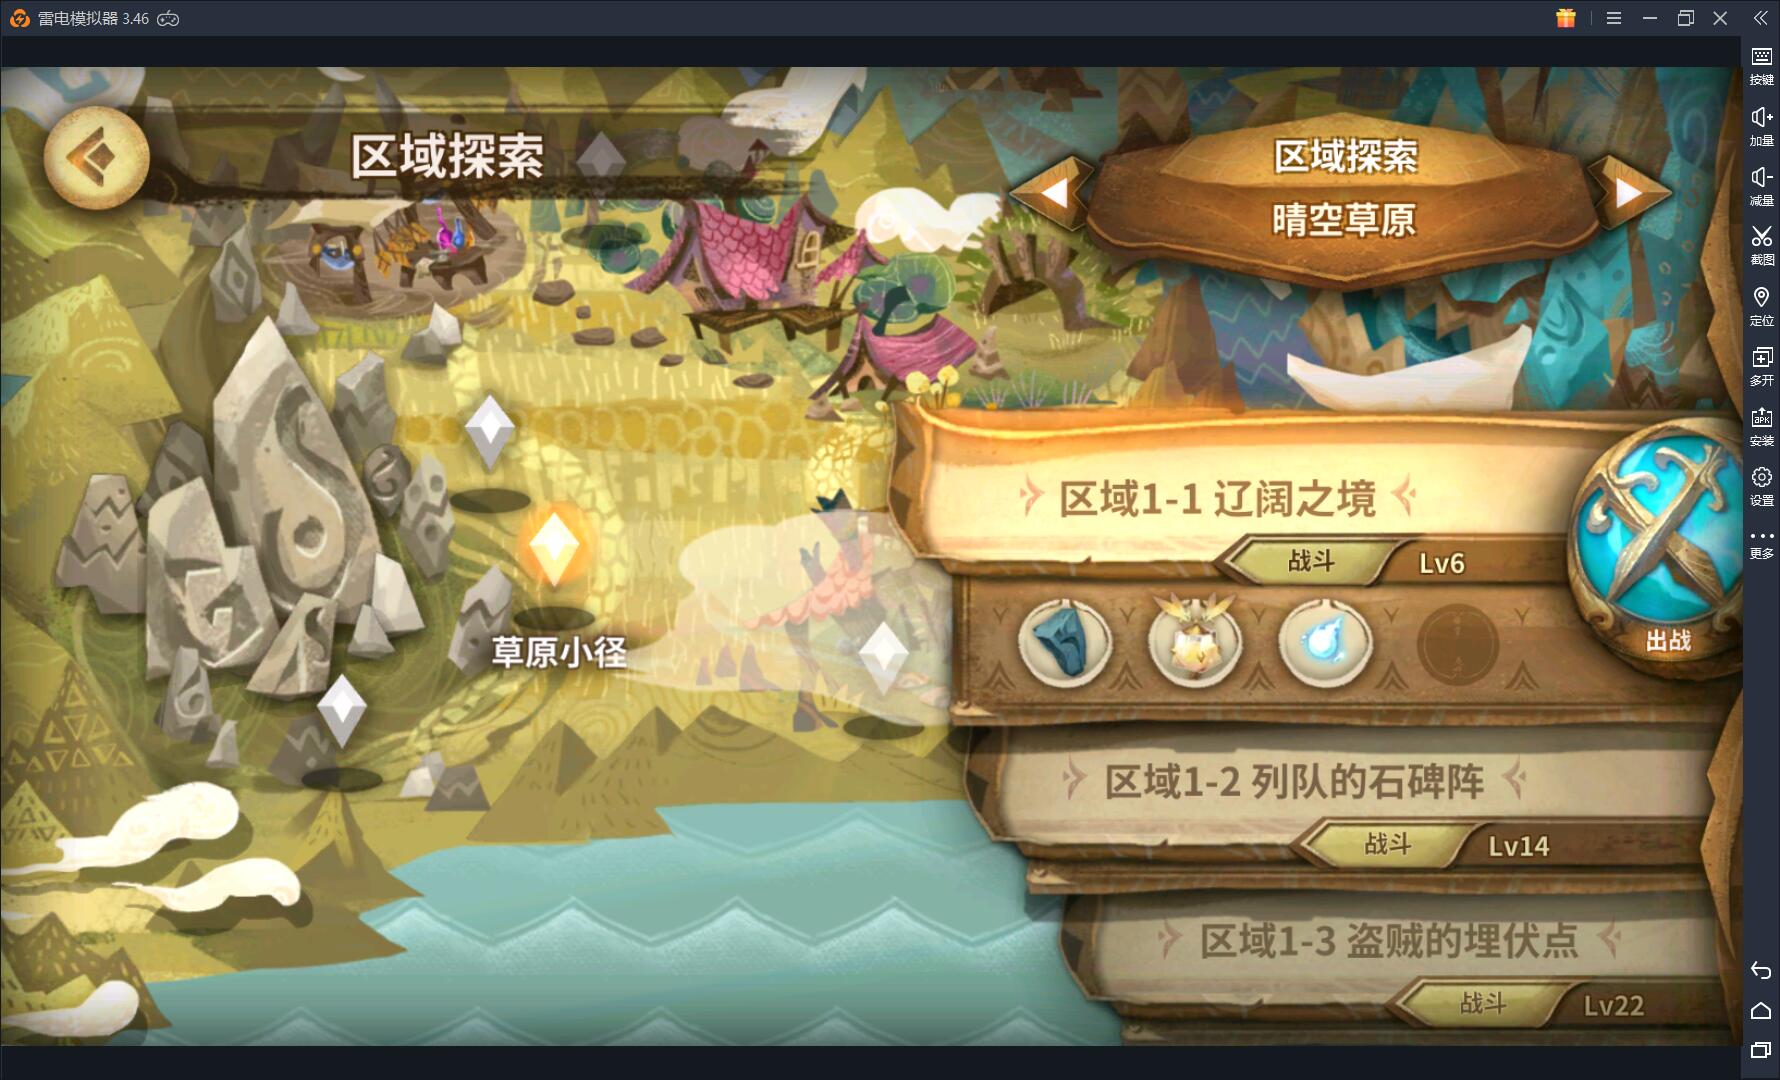 雷电模拟器 3.46
按键
加量
减量
截图
定位
多开
安装
设置
更多
区域探索
区域探索
晴空草原
草原小径
区域1-1 辽阔之境
战斗
Lv6
出战
区域1-2 列队的石碑阵
战斗
Lv14
区域1-3 盗贼的埋伏点
战斗
Lv22